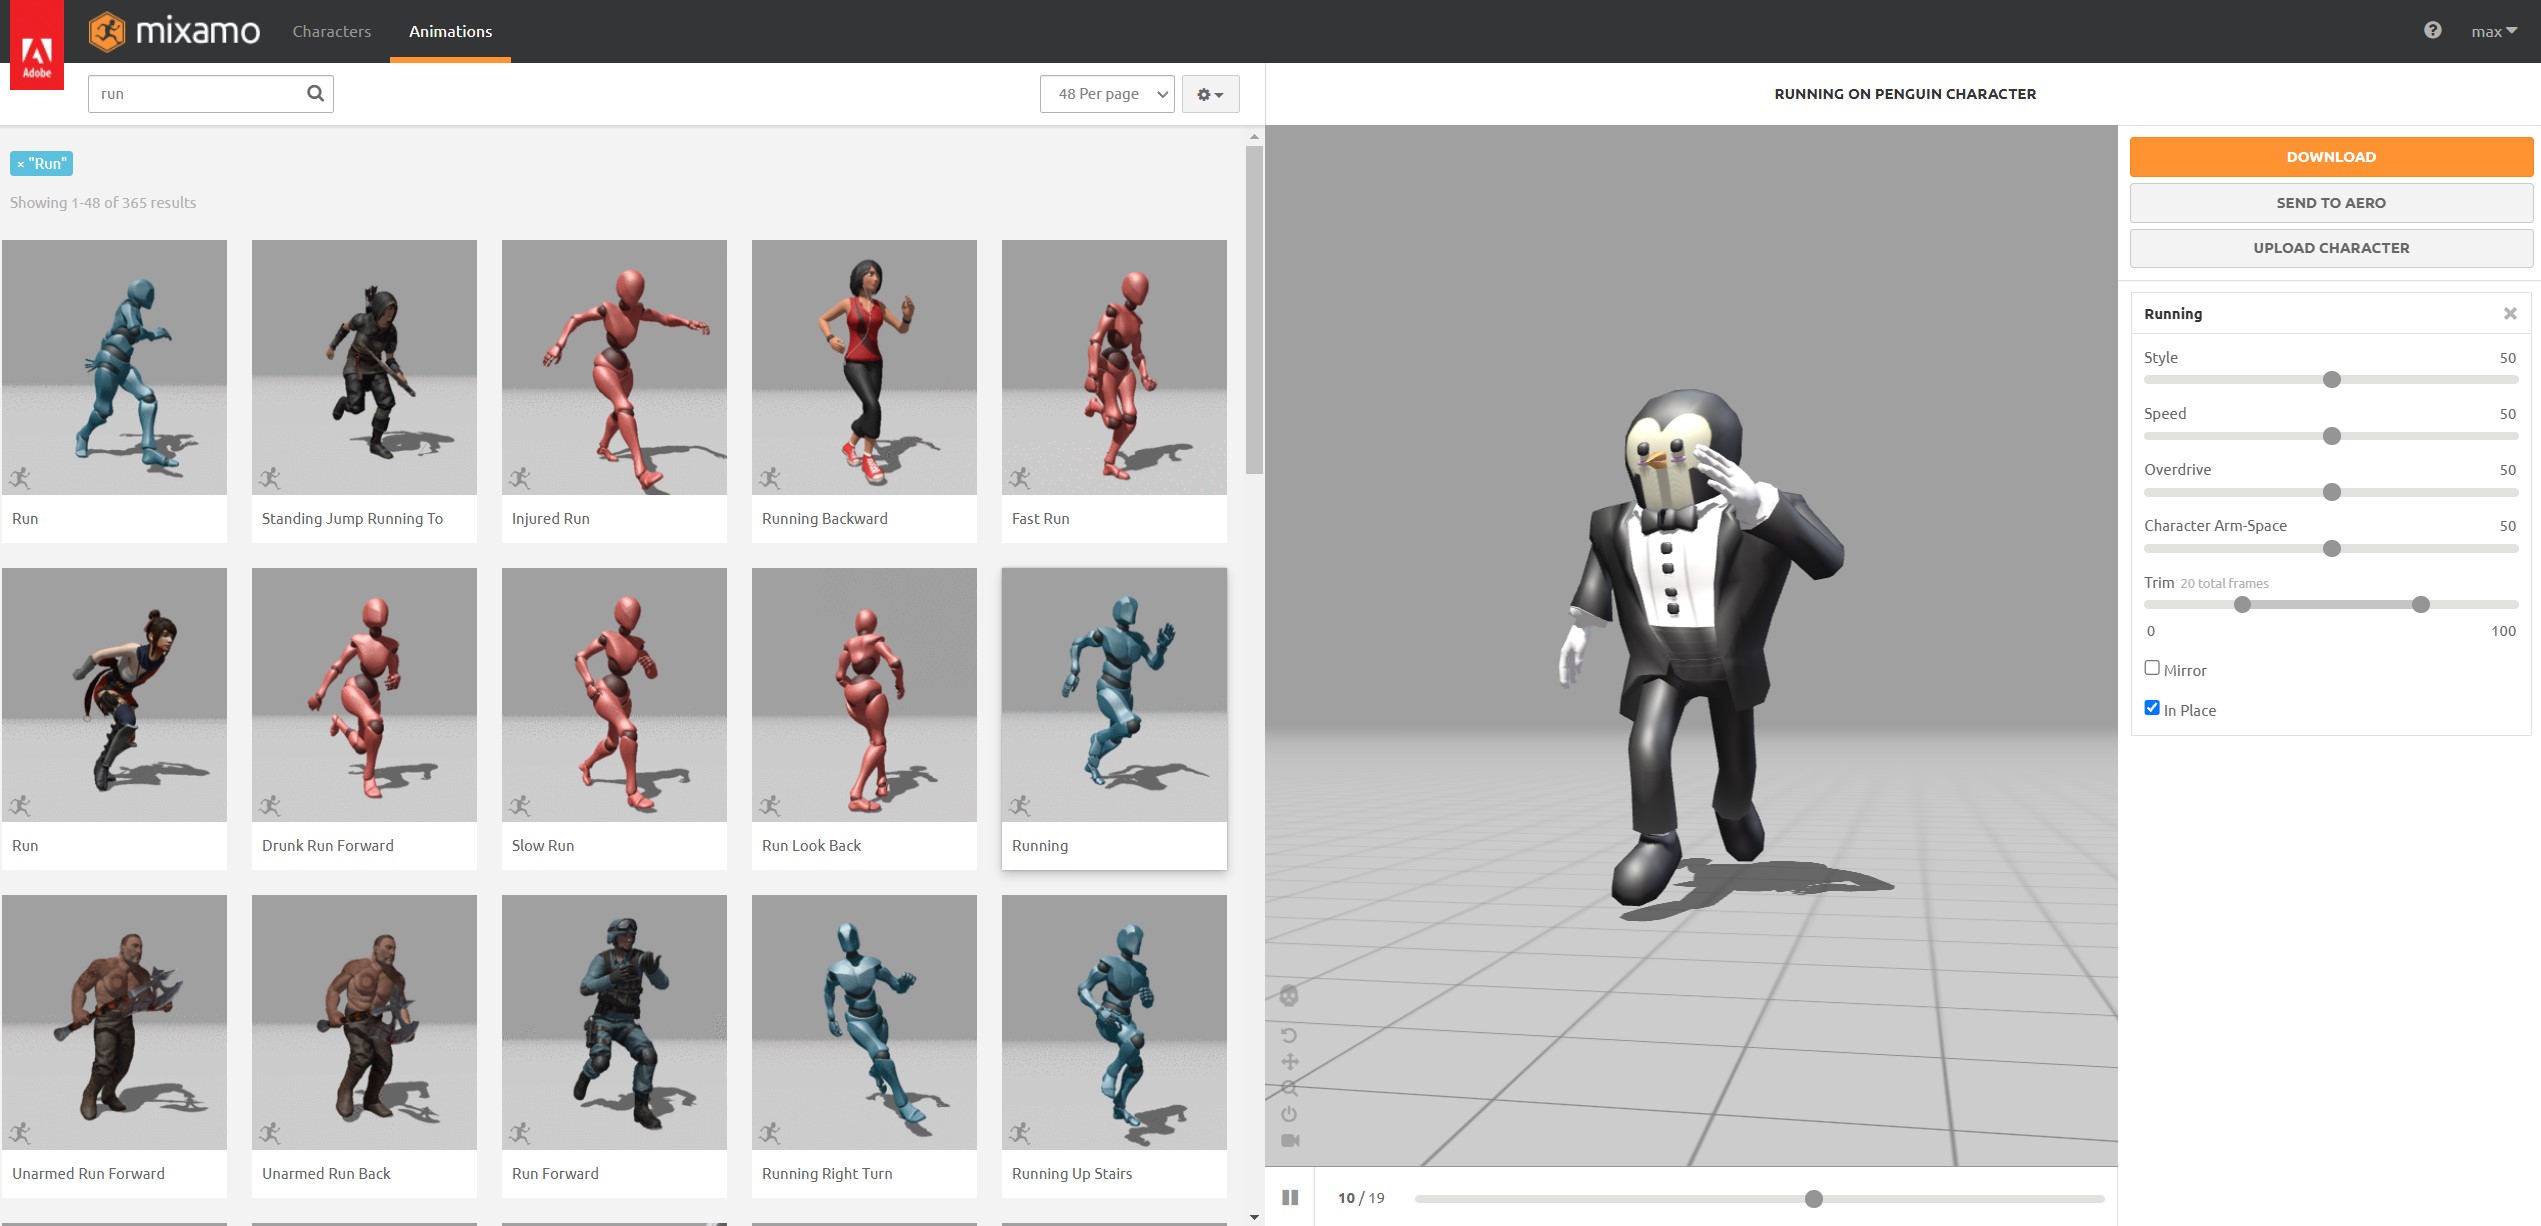 Adobe
mixamo
Characters
Animations
max
run
48 Per page
RUNNING ON PENGUIN CHARACTER
× "Run"
Showing 1-48 of 365 results
Run
Standing Jump Running To
Injured Run
Running Backward
Fast Run
Run
Drunk Run Forward
Slow Run
Run Look Back
Running
Unarmed Run Forward
Unarmed Run Back
Run Forward
Running Right Turn
Running Up Stairs
10 / 19
DOWNLOAD
SEND TO AERO
UPLOAD CHARACTER
Running
Style 50
Speed 50
Overdrive 50
Character Arm-Space 50
Trim 20 total frames
0 100
Mirror
In Place